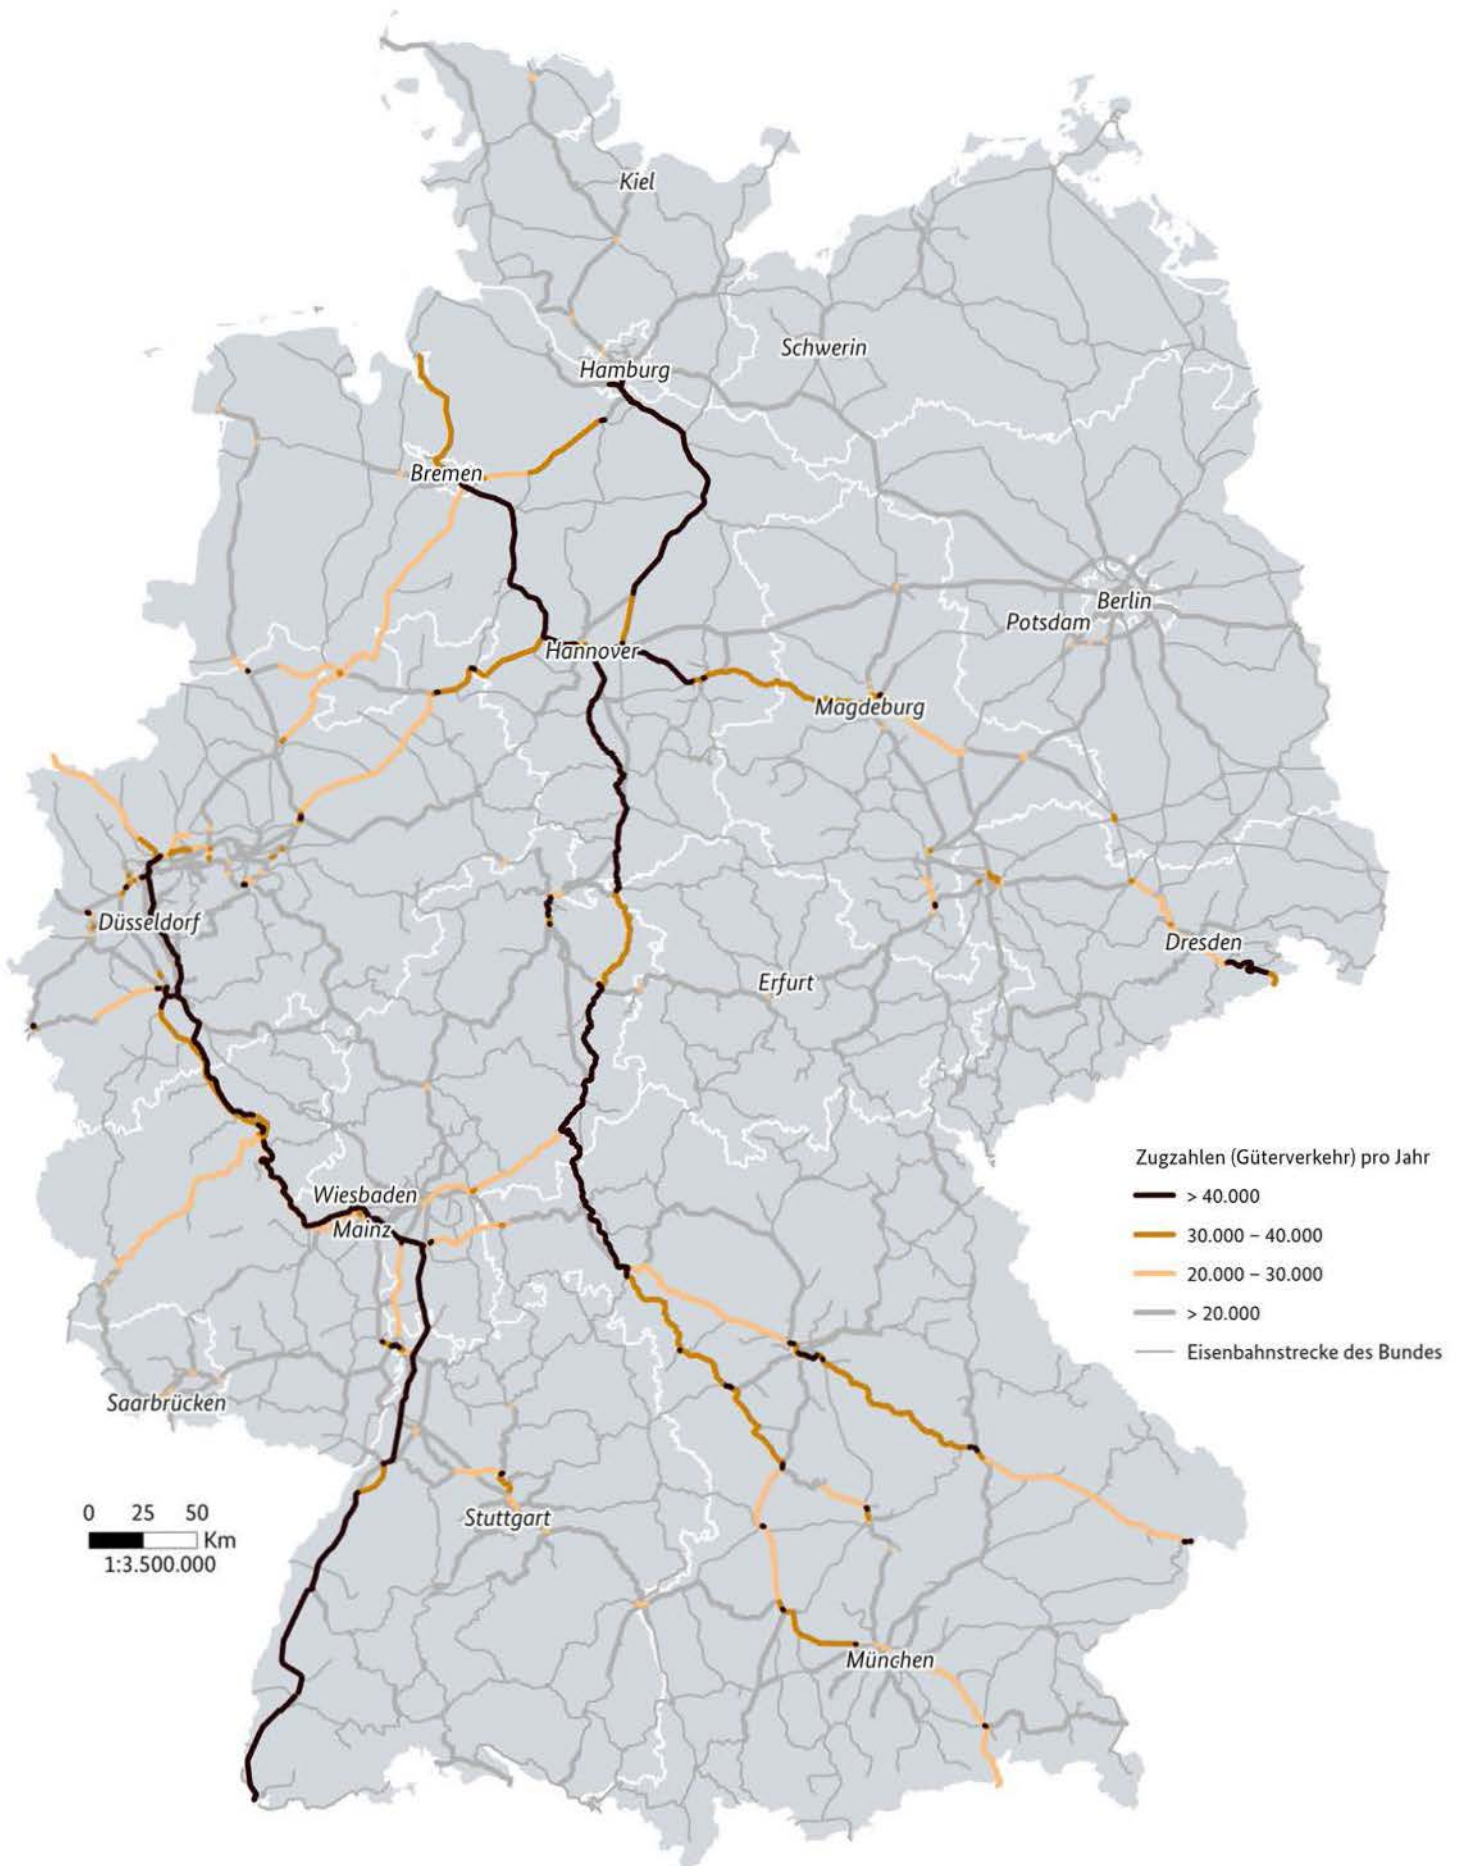 Kiel
Schwerin
Hamburg
Bremen
Berlin
Potsdam
Hannover
Magdeburg
Düsseldorf
Dresden
Erfurt
Zugzahlen (Güterverkehr) pro Jahr
> 40.000
30.000 – 40.000
20.000 – 30.000
> 20.000
Eisenbahnstrecke des Bundes
Wiesbaden
Mainz
Saarbrücken
Stuttgart
0 25 50
Km
1:3.500.000
München